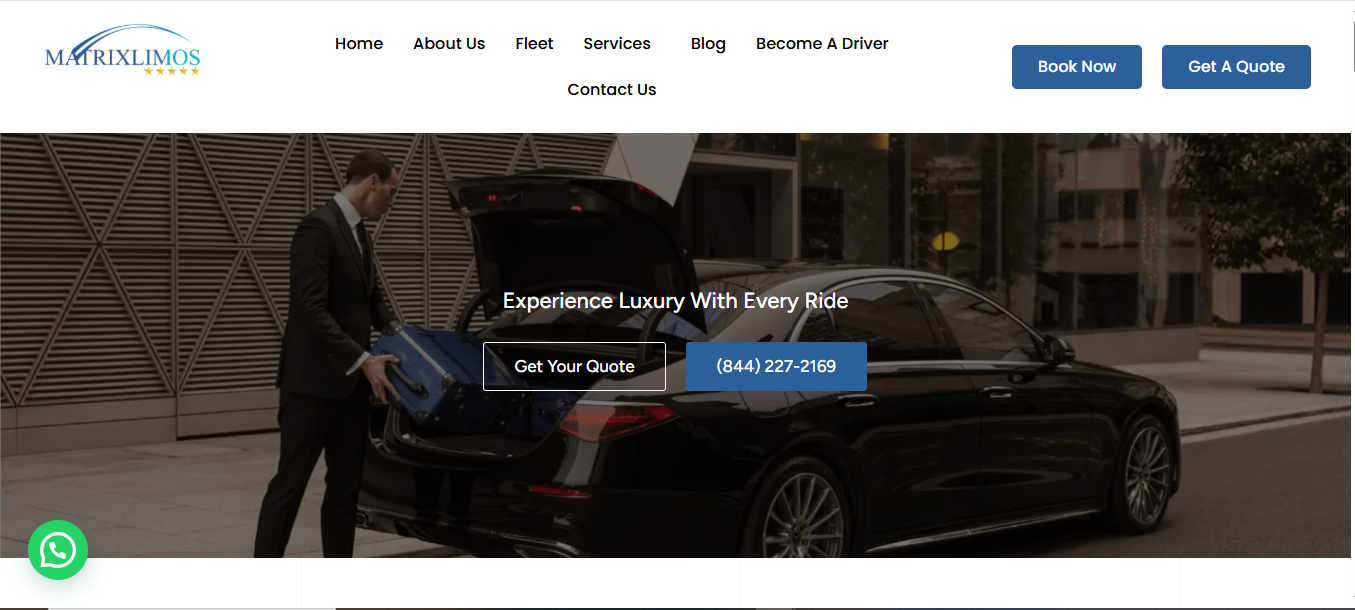 MATRIXLIMOS
Home About Us Fleet Services Blog Become A Driver
Contact Us
Book Now Get A Quote
Experience Luxury With Every Ride
Get Your Quote (844) 227-2169